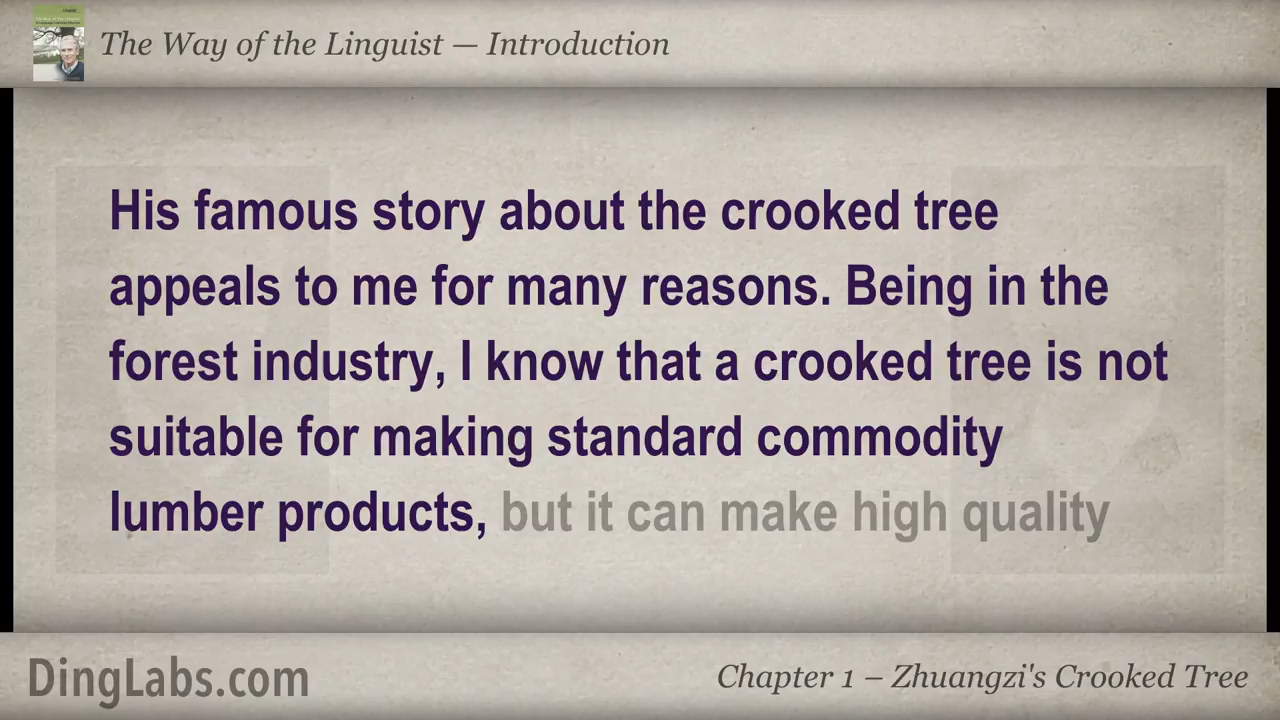 The Way of the Linguist — Introduction
His famous story about the crooked tree
appeals to me for many reasons. Being in the
forest industry, I know that a crooked tree is not
suitable for making standard commodity
lumber products, but it can make high quality
DingLabs.com
Chapter 1 – Zhuangzi's Crooked Tree